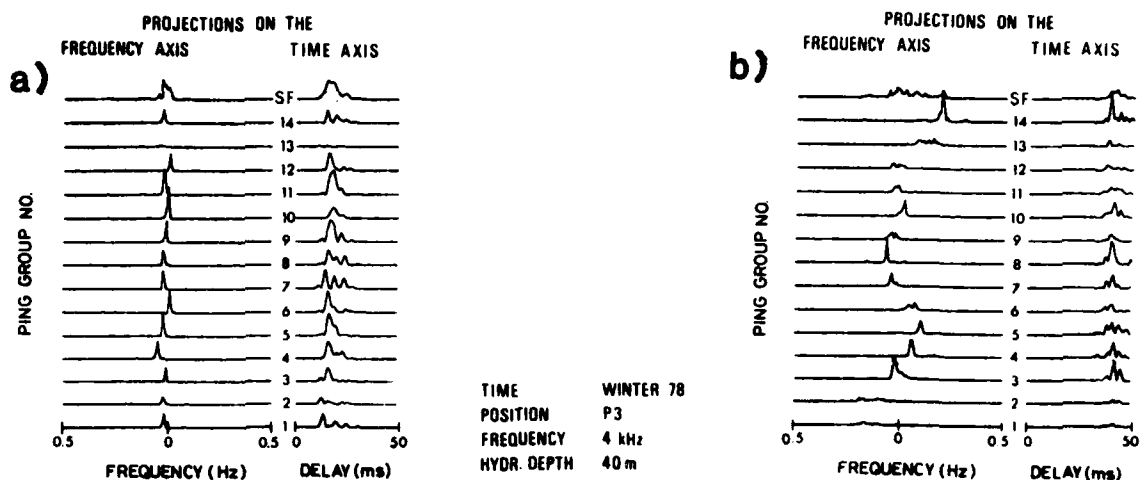 a)
PROJECTIONS ON THE
FREQUENCY AXIS TIME AXIS
PING GROUP NO.
SF
14
13
12
11
10
9
8
7
6
5
4
3
2
1
0.5 0 0.5 0 50
FREQUENCY (Hz) DELAY (ms)
TIME WINTER 78
POSITION P3
FREQUENCY 4 kHz
HYDR. DEPTH 40 m
b)
PROJECTIONS ON THE
FREQUENCY AXIS TIME AXIS
PING GROUP NO.
SF
14
13
12
11
10
9
8
7
6
5
4
3
2
1
0.5 0 0.5 0 50
FREQUENCY (Hz) DELAY (ms)